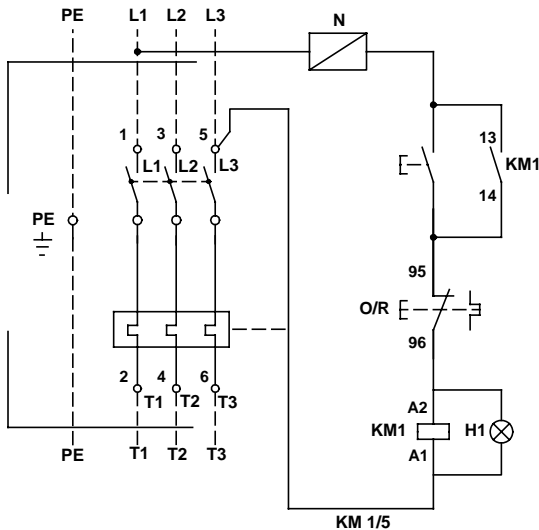 PE L1 L2 L3 N
1 3 5
L1 L2 L3
13
KM1
14
PE
95
O/R
96
2 4 6
T1 T2 T3
A2
KM1 H1
A1
PE T1 T2 T3
KM 1/5